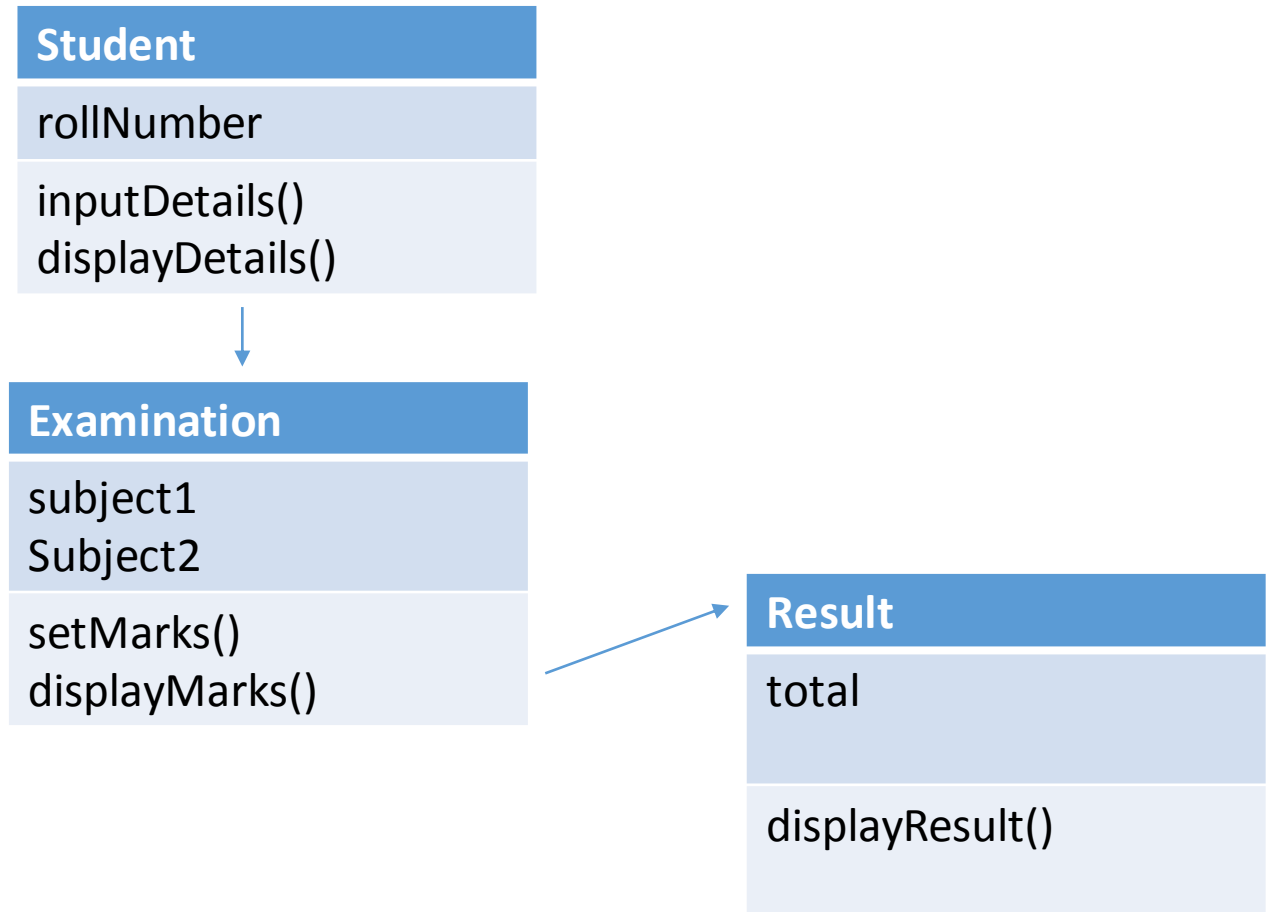 Student
rollNumber
inputDetails()
displayDetails()
Examination
subject1
Subject2
setMarks()
displayMarks()
Result
total
displayResult()